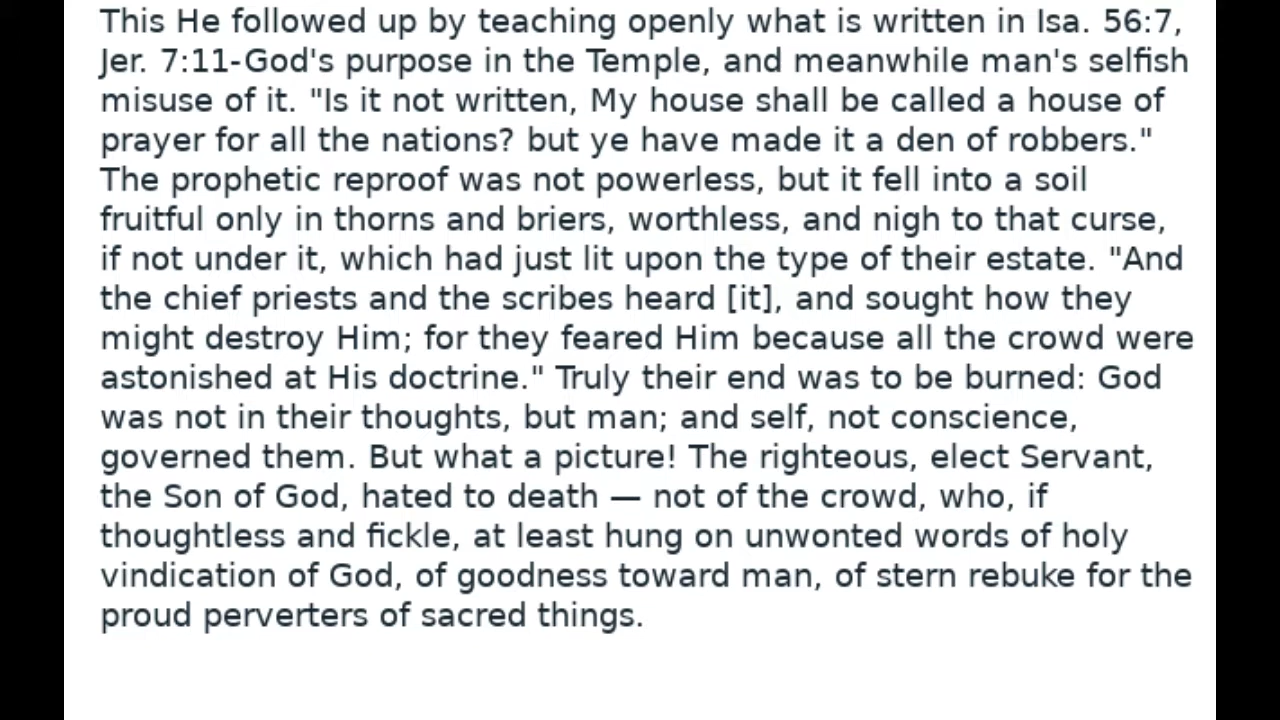 This He followed up by teaching openly what is written in Isa. 56:7,
Jer. 7:11-God's purpose in the Temple, and meanwhile man's selfish
misuse of it. "Is it not written, My house shall be called a house of
prayer for all the nations? but ye have made it a den of robbers."
The prophetic reproof was not powerless, but it fell into a soil
fruitful only in thorns and briers, worthless, and nigh to that curse,
if not under it, which had just lit upon the type of their estate. "And
the chief priests and the scribes heard [it], and sought how they
might destroy Him; for they feared Him because all the crowd were
astonished at His doctrine." Truly their end was to be burned: God
was not in their thoughts, but man; and self, not conscience,
governed them. But what a picture! The righteous, elect Servant,
the Son of God, hated to death — not of the crowd, who, if
thoughtless and fickle, at least hung on unwonted words of holy
vindication of God, of goodness toward man, of stern rebuke for the
proud perverters of sacred things.